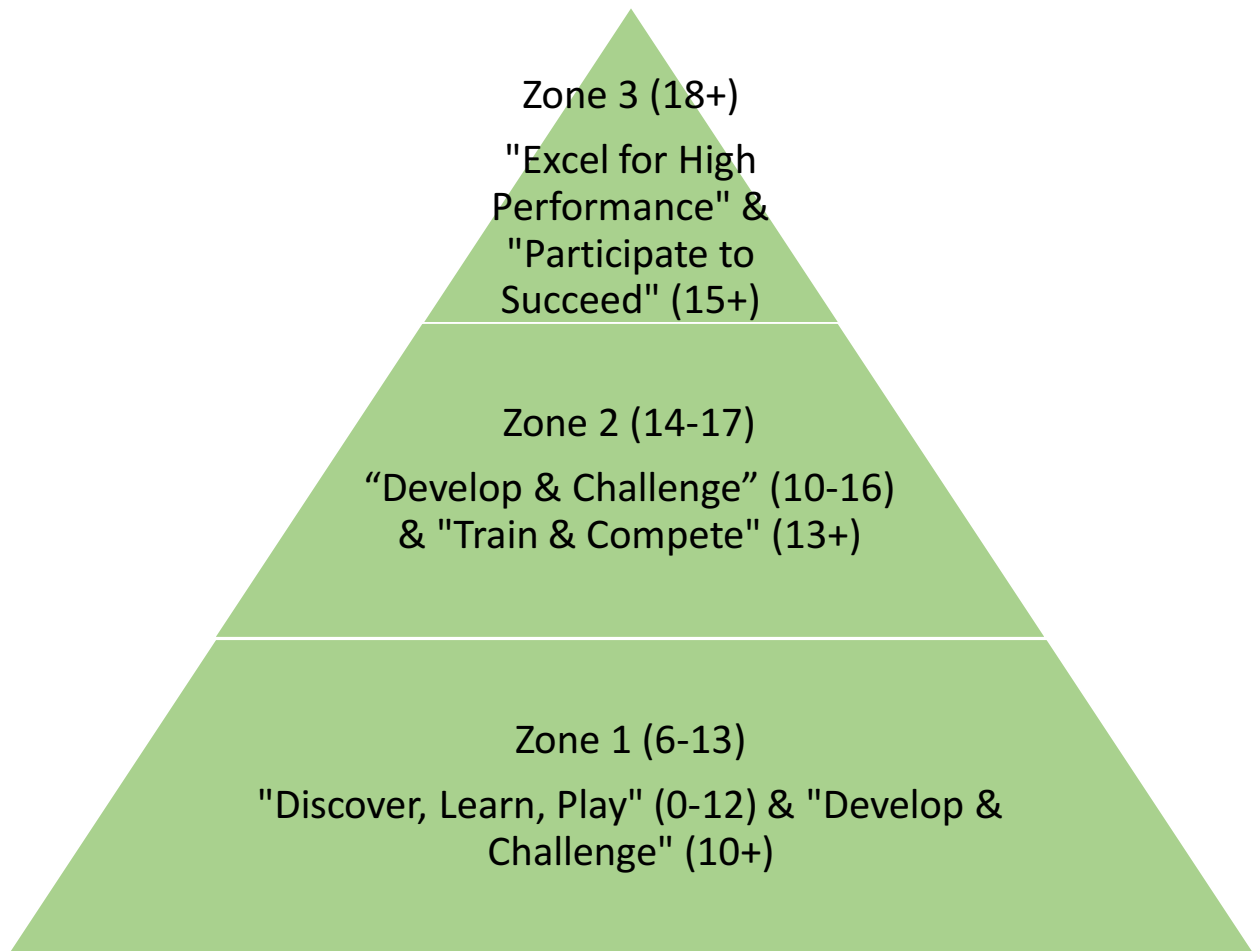 Zone 3 (18+)
"Excel for High
Performance" &
"Participate to
Succeed" (15+)
Zone 2 (14-17)
“Develop & Challenge” (10-16)
& "Train & Compete" (13+)
Zone 1 (6-13)
"Discover, Learn, Play" (0-12) & "Develop &
Challenge" (10+)